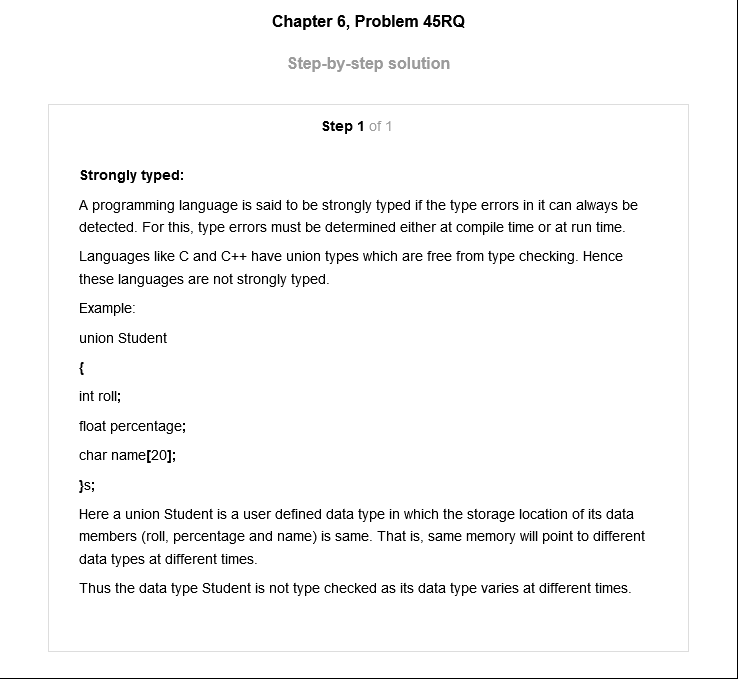 Chapter 6, Problem 45RQ
Step-by-step solution
Step 1 of 1
Strongly typed:
A programming language is said to be strongly typed if the type errors in it can always be
detected. For this, type errors must be determined either at compile time or at run time.
Languages like C and C++ have union types which are free from type checking. Hence
these languages are not strongly typed.
Example:
union Student
{
int roll;
float percentage;
char name[20];
}s;
Here a union Student is a user defined data type in which the storage location of its data
members (roll, percentage and name) is same. That is, same memory will point to different
data types at different times.
Thus the data type Student is not type checked as its data type varies at different times.